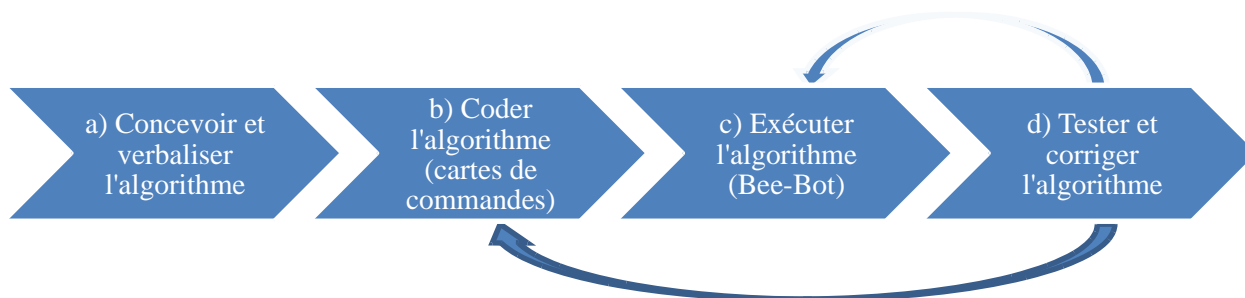 a) Concevoir et
verbaliser
l'algorithme
b) Coder
l'algorithme
(cartes de
commandes)
c) Exécuter
l'algorithme
(Bee-Bot)
d) Tester et
corriger
l'algorithme